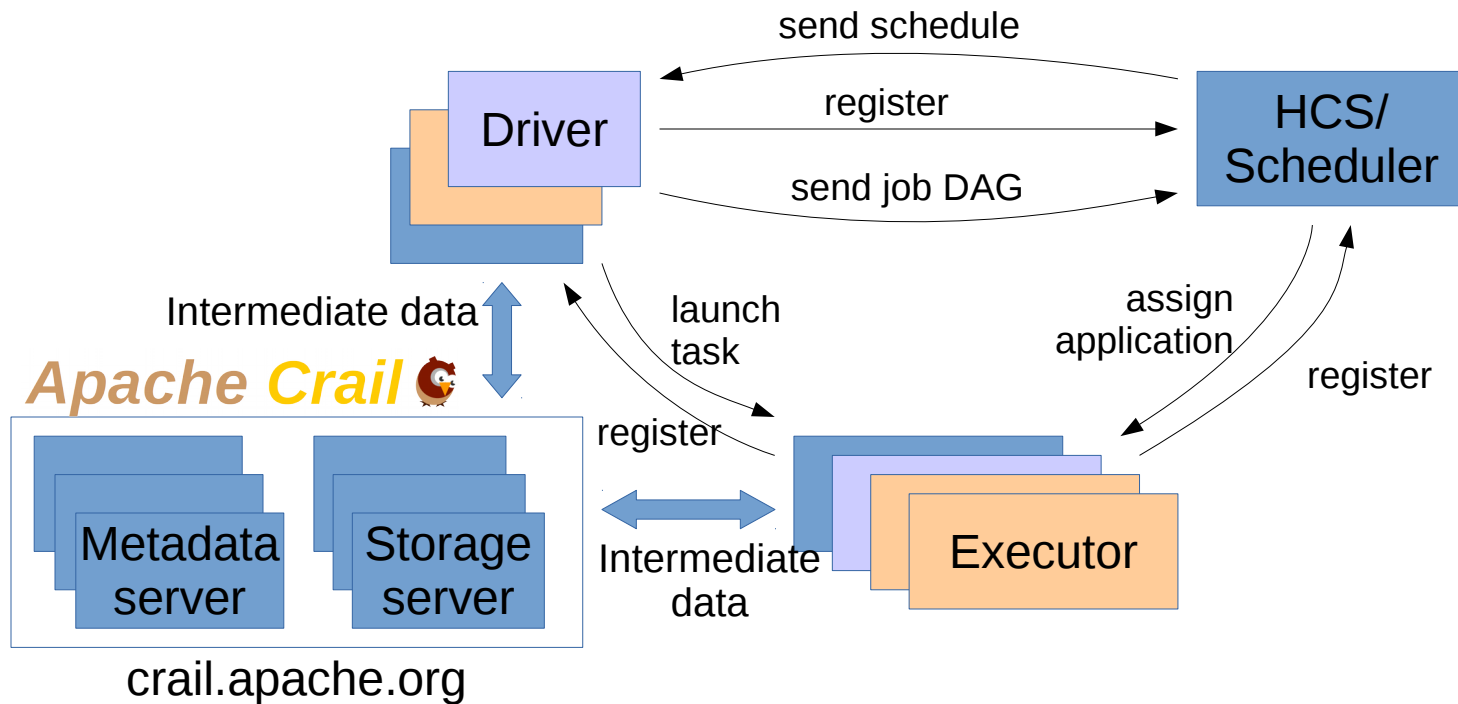 send schedule
Driver
register
HCS/
Scheduler
send job DAG
Intermediate data
launch
task
assign
application
register
Apache Crail
register
Metadata
server
Storage
server
Intermediate
data
Executor
crail.apache.org